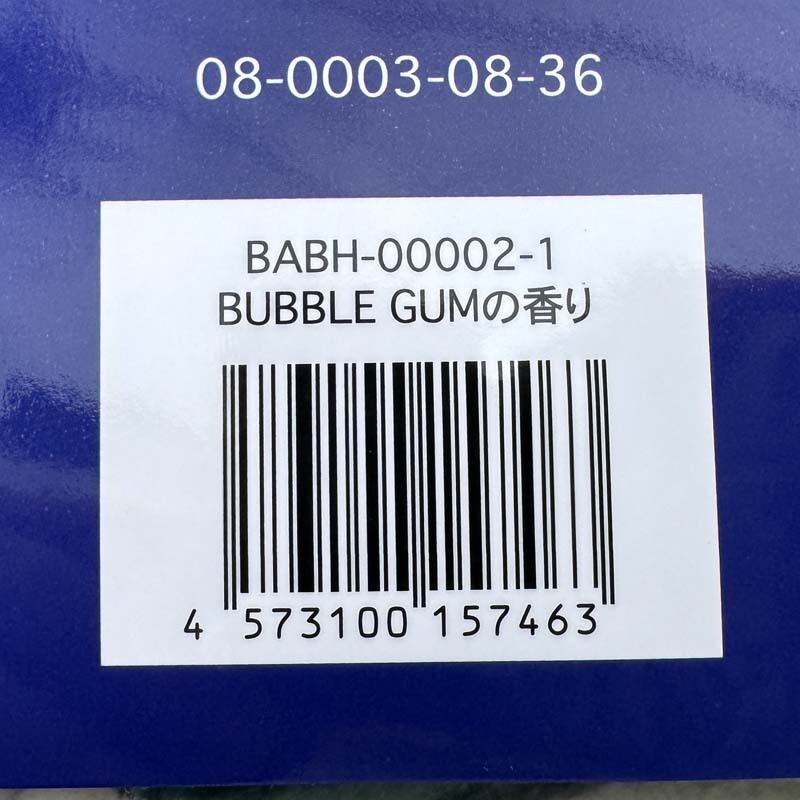 08-0003-08-36
BABH-00002-1
BUBBLE GUMの香り
4 573100 157463